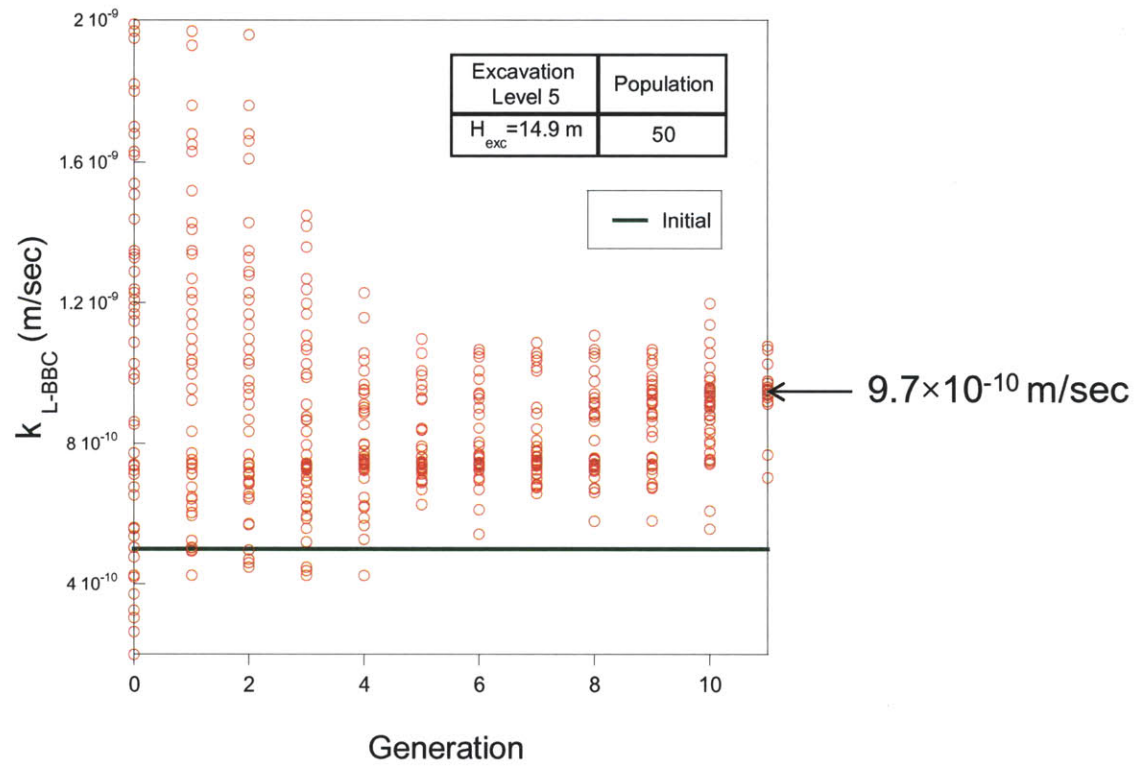 2 10⁻⁹
Excavation Level 5
Population
H_exc=14.9 m
50
1.6 10⁻⁹
Initial
k_L-BBC (m/sec)
1.2 10⁻⁹
9.7×10⁻¹⁰ m/sec
8 10⁻¹⁰
4 10⁻¹⁰
0 2 4 6 8 10
Generation